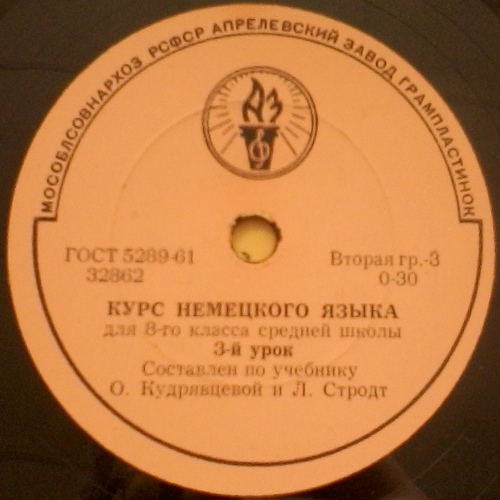 МОСОБЛСОВНАРХОЗ РСФСР АПРЕЛЕВСКИЙ ЗАВОД ГРАМПЛАСТИНОК
АЗ
ГОСТ 5289-61
32862
Вторая гр.-3
0-30
КУРС НЕМЕЦКОГО ЯЗЫКА
для 8-го класса средней школы
3-й урок
Составлен по учебнику
О. Кудрявцевой и Л. Стродт